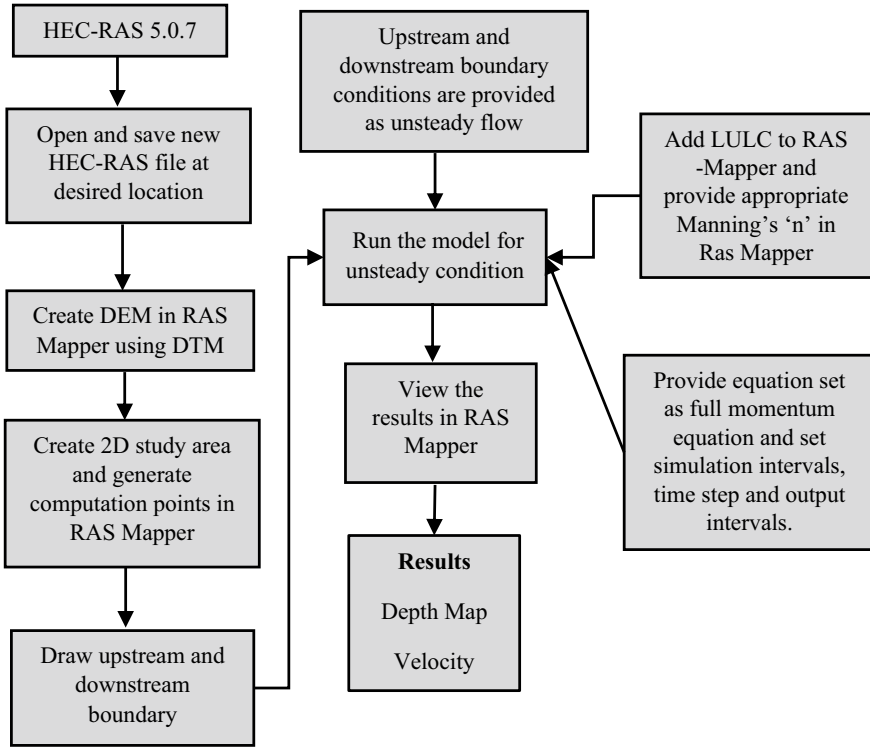 HEC-RAS 5.0.7
Open and save new
HEC-RAS file at
desired location
Create DEM in RAS
Mapper using DTM
Create 2D study area
and generate
computation points in
RAS Mapper
Draw upstream and
downstream
boundary
Upstream and
downstream boundary
conditions are provided
as unsteady flow
Run the model for
unsteady condition
View the
results in RAS
Mapper
Results
Depth Map
Velocity
Add LULC to RAS
-Mapper and
provide appropriate
Manning’s ‘n’ in
Ras Mapper
Provide equation set
as full momentum
equation and set
simulation intervals,
time step and output
intervals.